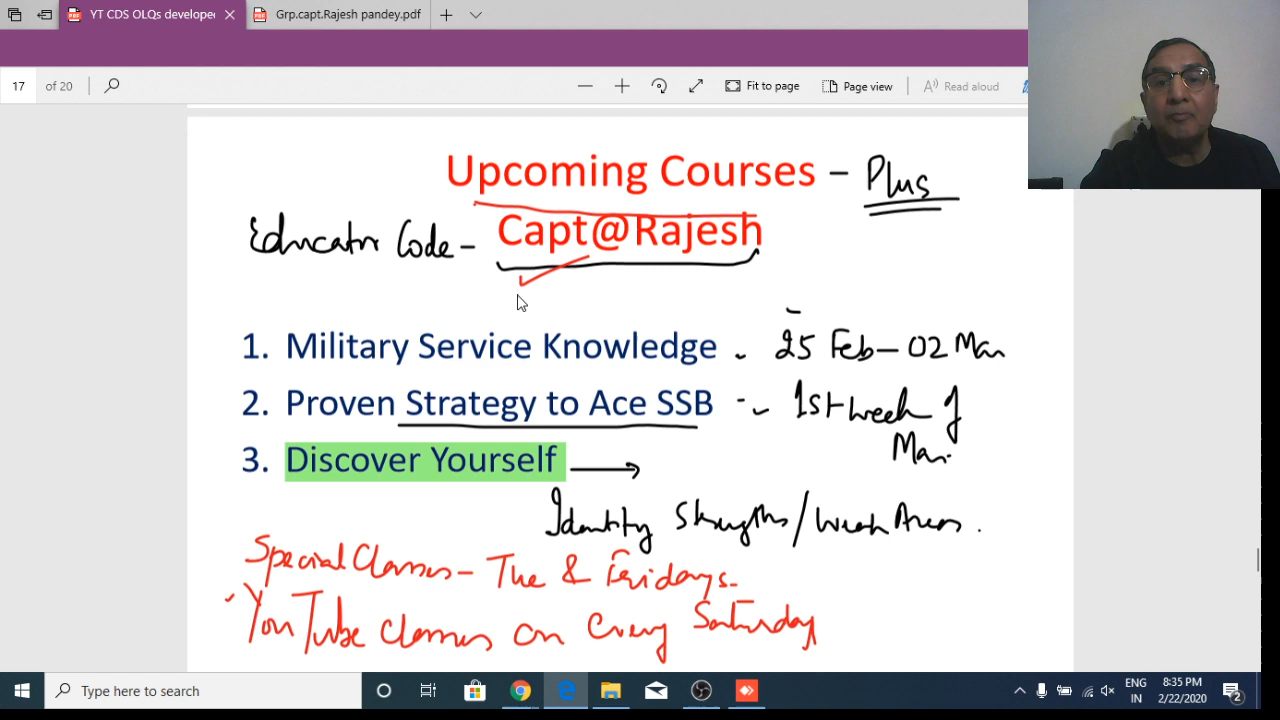 YT CDS OLQs develope
Grp.capt.Rajesh pandey.pdf
17 of 20
Fit to page
Page view
Read aloud
Upcoming Courses - Plus
Educator Code - Capt@Rajesh
1. Military Service Knowledge - 25 Feb - 02 Mar
2. Proven Strategy to Ace SSB - 1st week of
Mar.
3. Discover Yourself
Identity Strengths/Weak Areas.
Special Classes - Tue & Fridays-
YouTube Classes on Every Saturday
Type here to search
ENG
IN
8:35 PM
2/22/2020
2